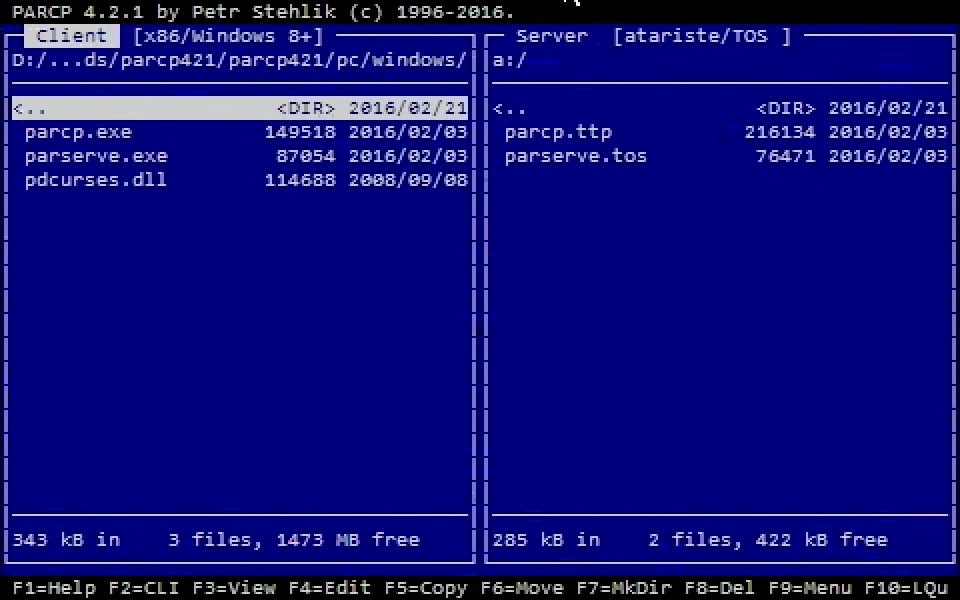 PARCP 4.2.1 by Petr Stehlik (c) 1996-2016.
Client [x86/Windows 8+] Server [atariste/TOS ]
D:/...ds/parcp421/parcp421/pc/windows/ a:/
<.. <DIR> 2016/02/21 <.. <DIR> 2016/02/21
parcp.exe 149518 2016/02/03 parcp.ttp 216134 2016/02/03
parserve.exe 87054 2016/02/03 parserve.tos 76471 2016/02/03
pdcurses.dll 114688 2008/09/08
343 kB in 3 files, 1473 MB free 285 kB in 2 files, 422 kB free
F1=Help F2=CLI F3=View F4=Edit F5=Copy F6=Move F7=MkDir F8=Del F9=Menu F10=LQu